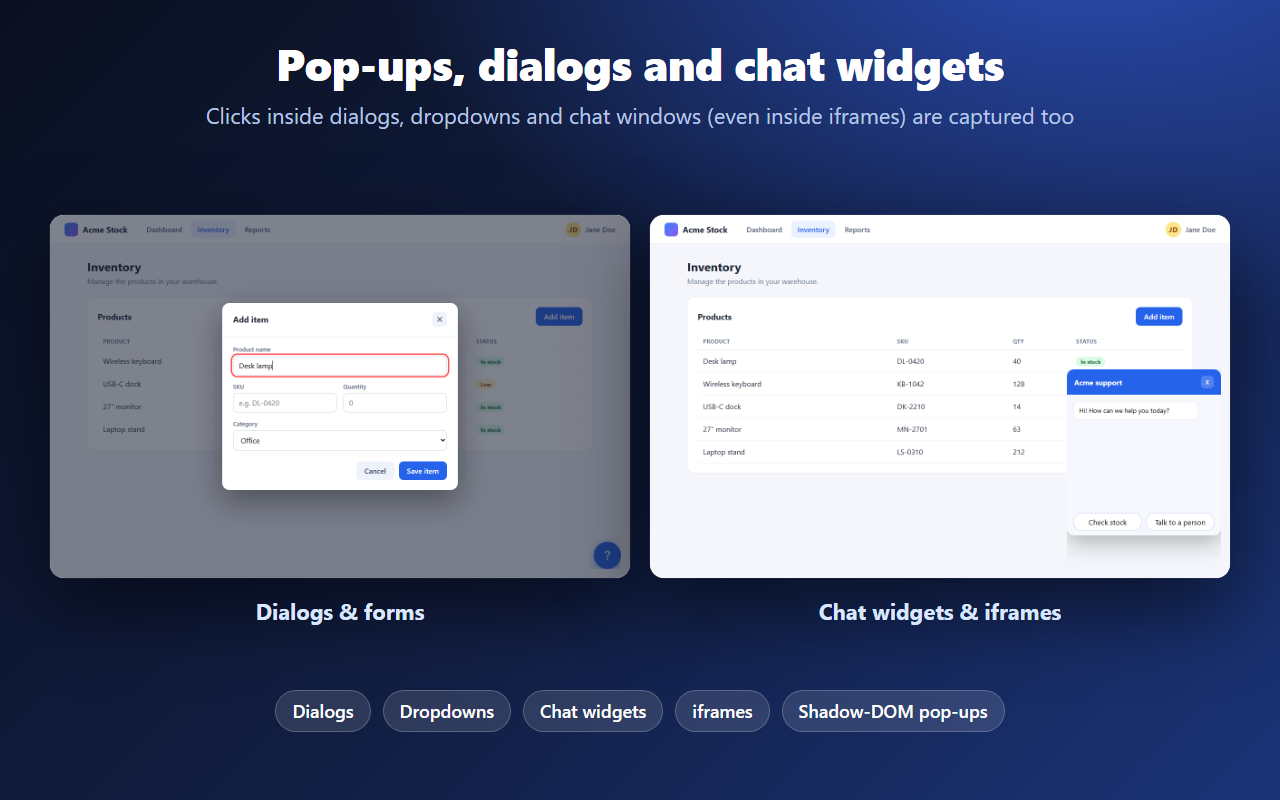 Pop-ups, dialogs and chat widgets
Clicks inside dialogs, dropdowns and chat windows (even inside iframes) are captured too
Acme Stock Dashboard Inventory Reports JD Jane Doe
Inventory
Manage the products in your warehouse.
Products Add item
PRODUCT STATUS
Wireless keyboard In stock
USB-C dock Low
27" monitor In stock
Laptop stand In stock
Add item ✕
Product name
Desk lamp
SKU Quantity
e.g. DL-0420 0
Category
Office
Cancel Save item
?
Acme Stock Dashboard Inventory Reports JD Jane Doe
Inventory
Manage the products in your warehouse.
Products Add item
PRODUCT SKU QTY STATUS
Desk lamp DL-0420 40 In stock
Wireless keyboard KB-1042 128
USB-C dock DK-2210 14
27" monitor MN-2701 63
Laptop stand LS-0310 212
Acme support x
Hi! How can we help you today?
Check stock Talk to a person
Dialogs & forms
Chat widgets & iframes
Dialogs Dropdowns Chat widgets iframes Shadow-DOM pop-ups